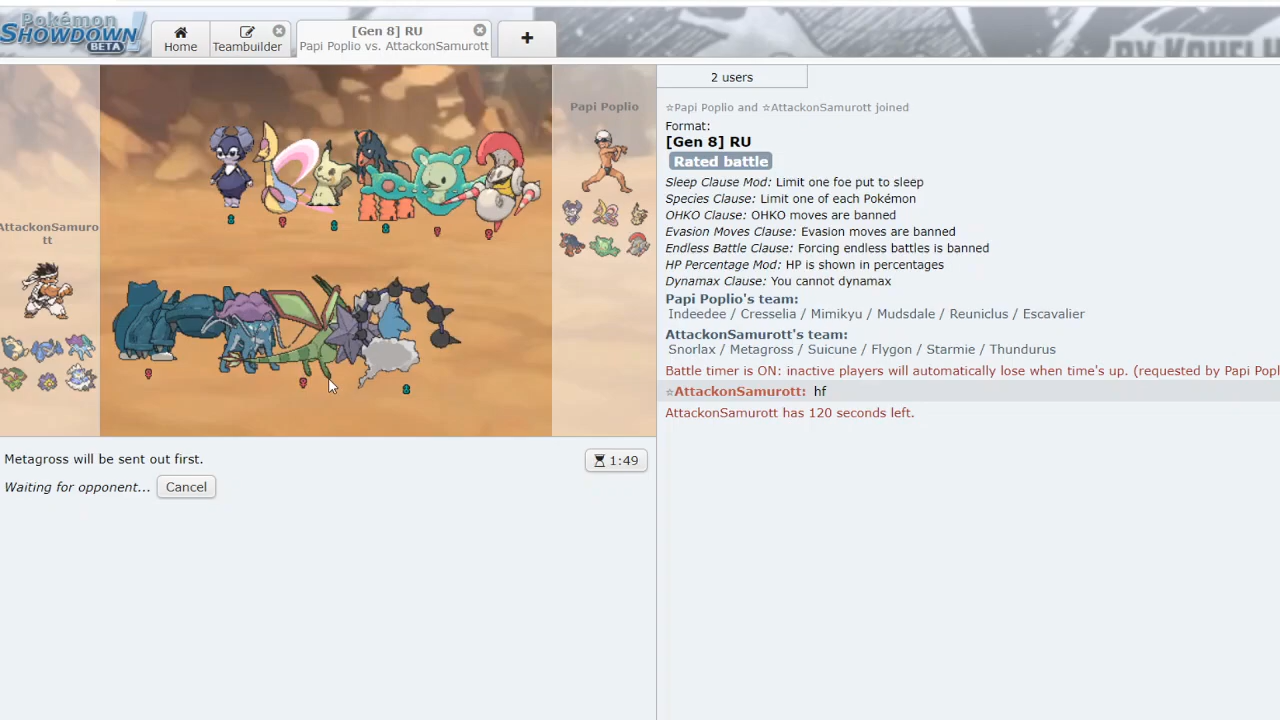 Pokémon
SHOWDOWN
BETA
Home
Teambuilder
[Gen 8] RU
Papi Poplio vs. AttackonSamurott
+
BY KOUFLH
AttackonSamuro
tt
Papi Poplio
2 users
☆Papi Poplio and ☆AttackonSamurott joined
Format:
[Gen 8] RU
Rated battle
Sleep Clause Mod: Limit one foe put to sleep
Species Clause: Limit one of each Pokémon
OHKO Clause: OHKO moves are banned
Evasion Moves Clause: Evasion moves are banned
Endless Battle Clause: Forcing endless battles is banned
HP Percentage Mod: HP is shown in percentages
Dynamax Clause: You cannot dynamax
Papi Poplio's team:
Indeedee / Cresselia / Mimikyu / Mudsdale / Reuniclus / Escavalier
AttackonSamurott's team:
Snorlax / Metagross / Suicune / Flygon / Starmie / Thundurus
Battle timer is ON: inactive players will automatically lose when time's up. (requested by Papi Popl
☆AttackonSamurott: hf
AttackonSamurott has 120 seconds left.
Metagross will be sent out first.
1:49
Waiting for opponent...
Cancel